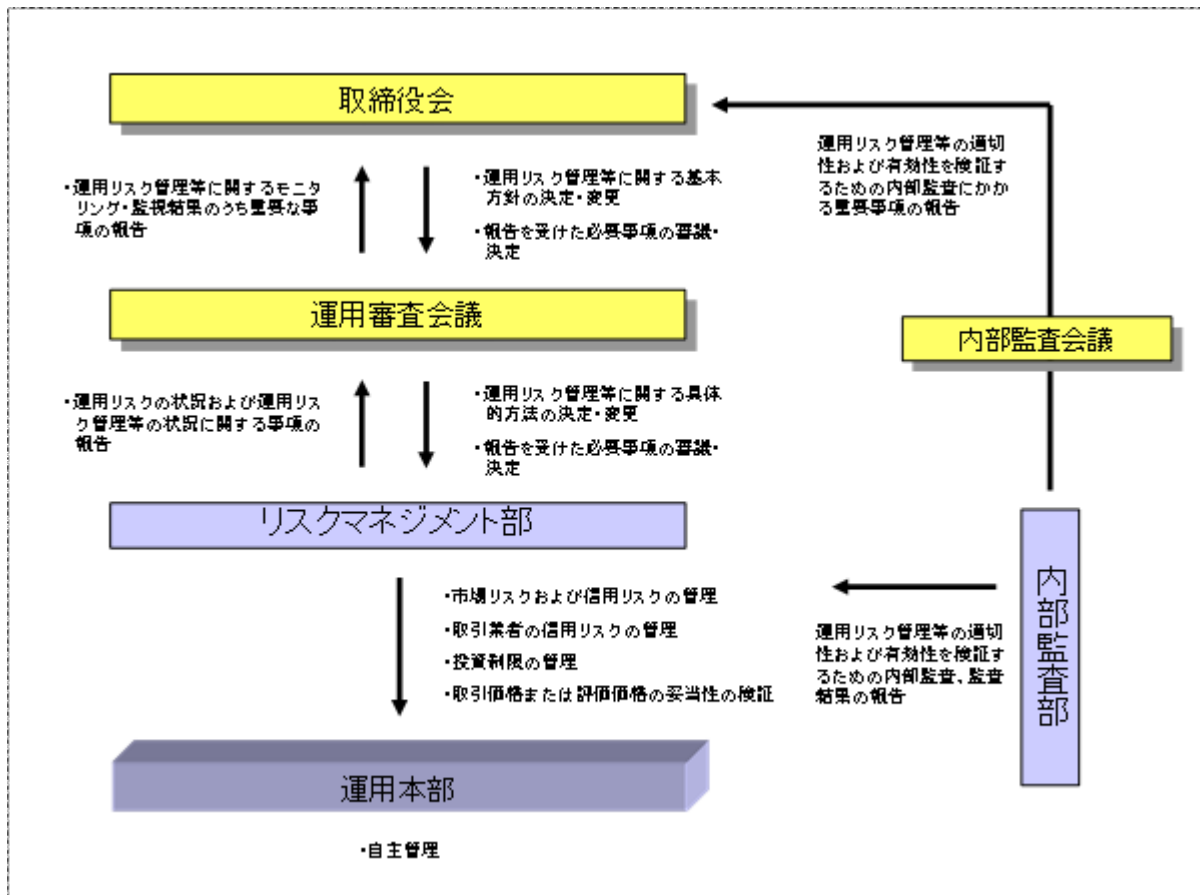 取締役会
・運用リスク管理等に関するモニ
タリング・監視結果のうち重要な事
項の報告
・運用リスク管理等に関する基本
方針の決定・変更
・報告を受けた必要事項の審議・
決定
運用リスク管理等の適切
性および有効性を検証す
るための内部監査にかか
る重要事項の報告
運用審査会議
内部監査会議
・運用リスクの状況および運用リス
ク管理等の状況に関する事項の
報告
・運用リスク管理等に関する具体
的方法の決定・変更
・報告を受けた必要事項の審議・
決定
リスクマネジメント部
・市場リスクおよび信用リスクの管理
・取引業者の信用リスクの管理
・投資制限の管理
・取引価格または評価価格の妥当性の検証
運用リスク管理等の適切
性および有効性を検証す
るための内部監査、監査
結果の報告
内部監査部
運用本部
・自主管理